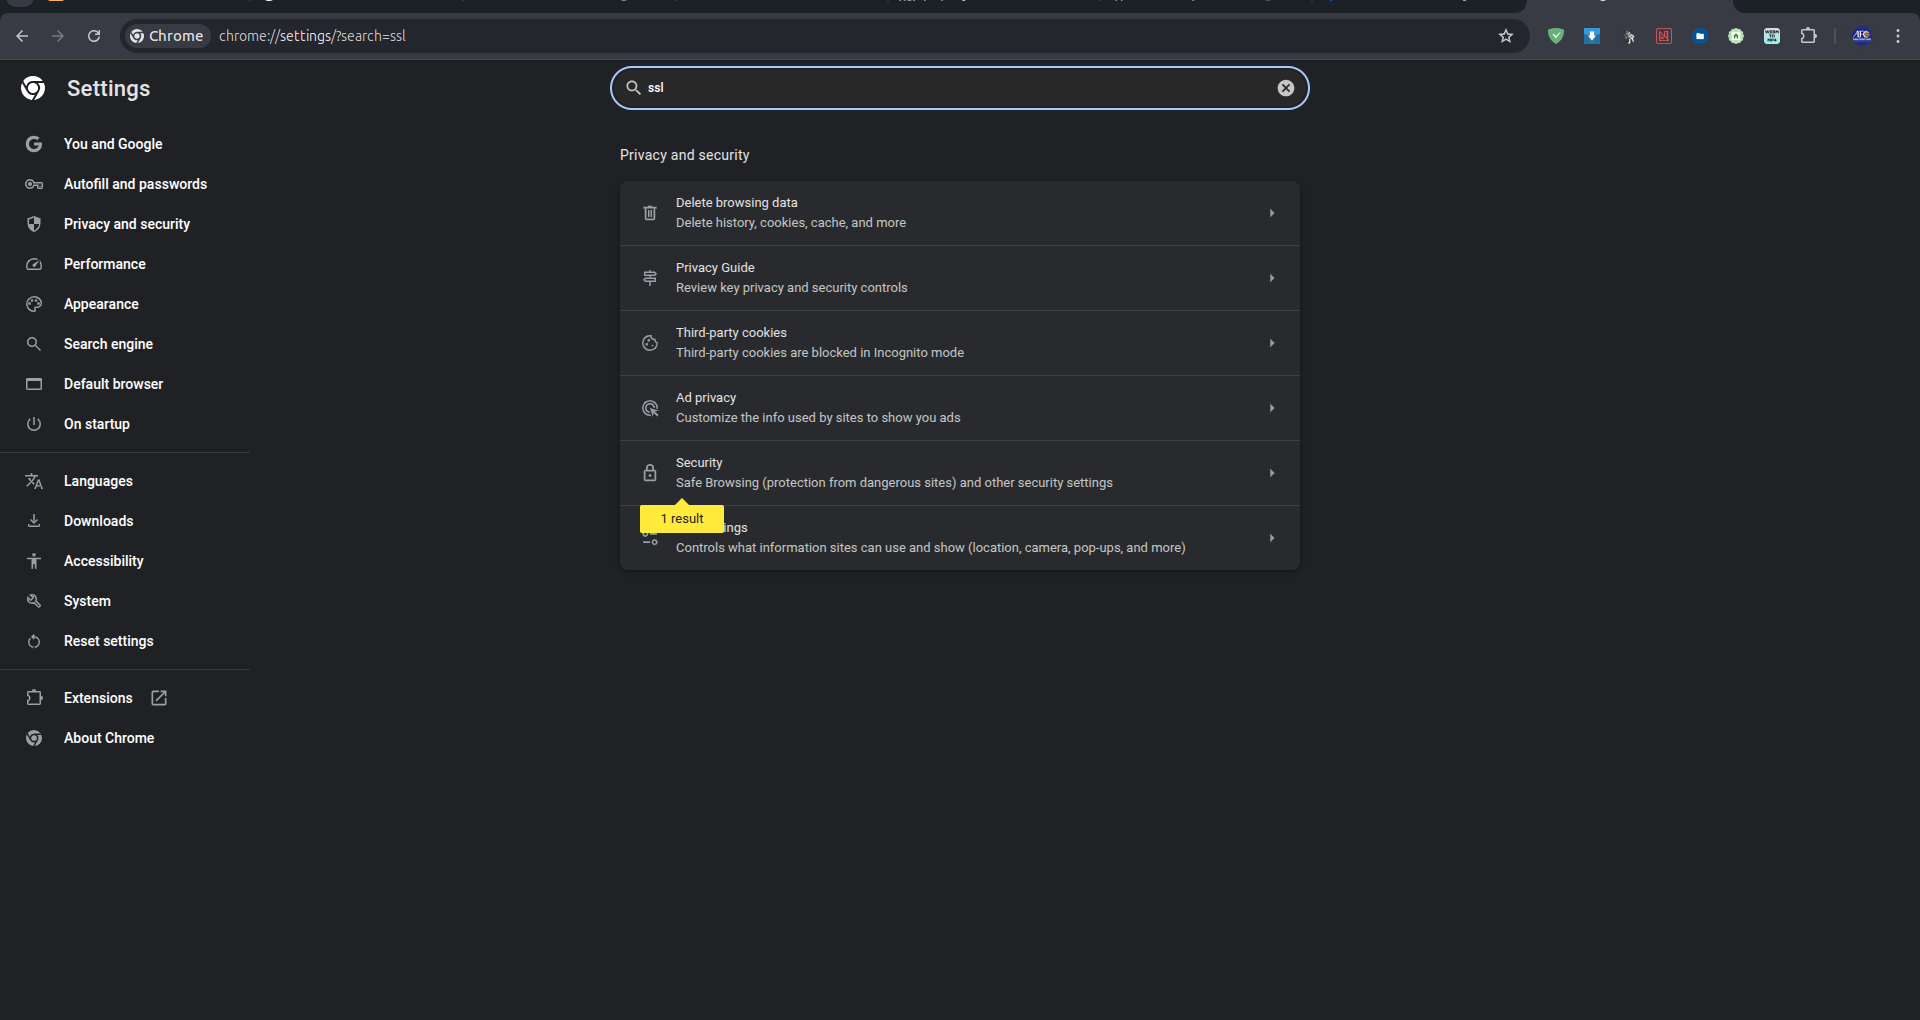 Chrome
chrome://settings/?search=ssl
Settings
ssl
You and Google
Autofill and passwords
Privacy and security
Performance
Appearance
Search engine
Default browser
On startup
Languages
Downloads
Accessibility
System
Reset settings
Extensions
About Chrome
Privacy and security
Delete browsing data
Delete history, cookies, cache, and more
Privacy Guide
Review key privacy and security controls
Third-party cookies
Third-party cookies are blocked in Incognito mode
Ad privacy
Customize the info used by sites to show you ads
Security
Safe Browsing (protection from dangerous sites) and other security settings
1 result
ings
Controls what information sites can use and show (location, camera, pop-ups, and more)